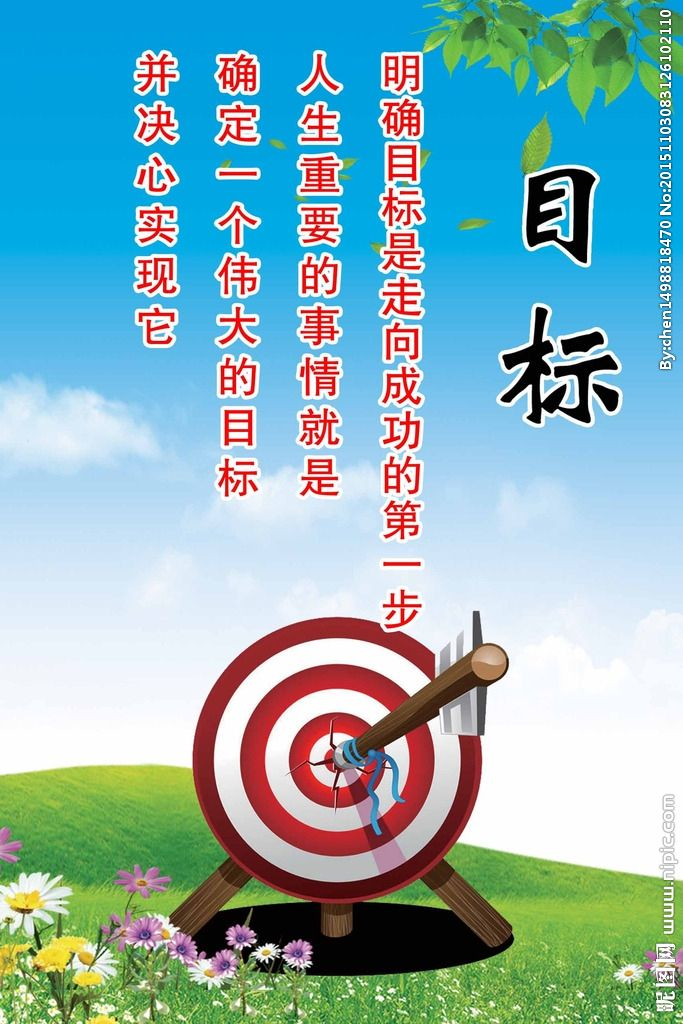 目标
明确目标是走向成功的第一步
人生重要的事情就是
确定一个伟大的目标
并决心实现它
By:chen1498818470 No:20151103083126102110
昵图网 www.nipic.com